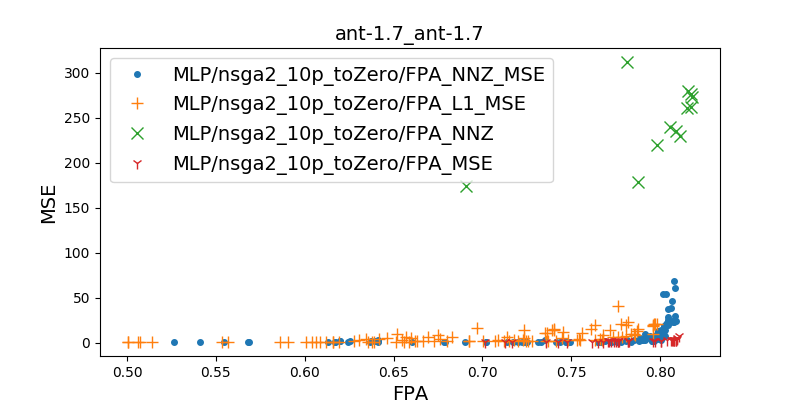 ant-1.7_ant-1.7
MLP/nsga2_10p_toZero/FPA_NNZ_MSE
MLP/nsga2_10p_toZero/FPA_L1_MSE
MLP/nsga2_10p_toZero/FPA_NNZ
MLP/nsga2_10p_toZero/FPA_MSE
MSE
300
250
200
150
100
50
0
0.50 0.55 0.60 0.65 0.70 0.75 0.80
FPA